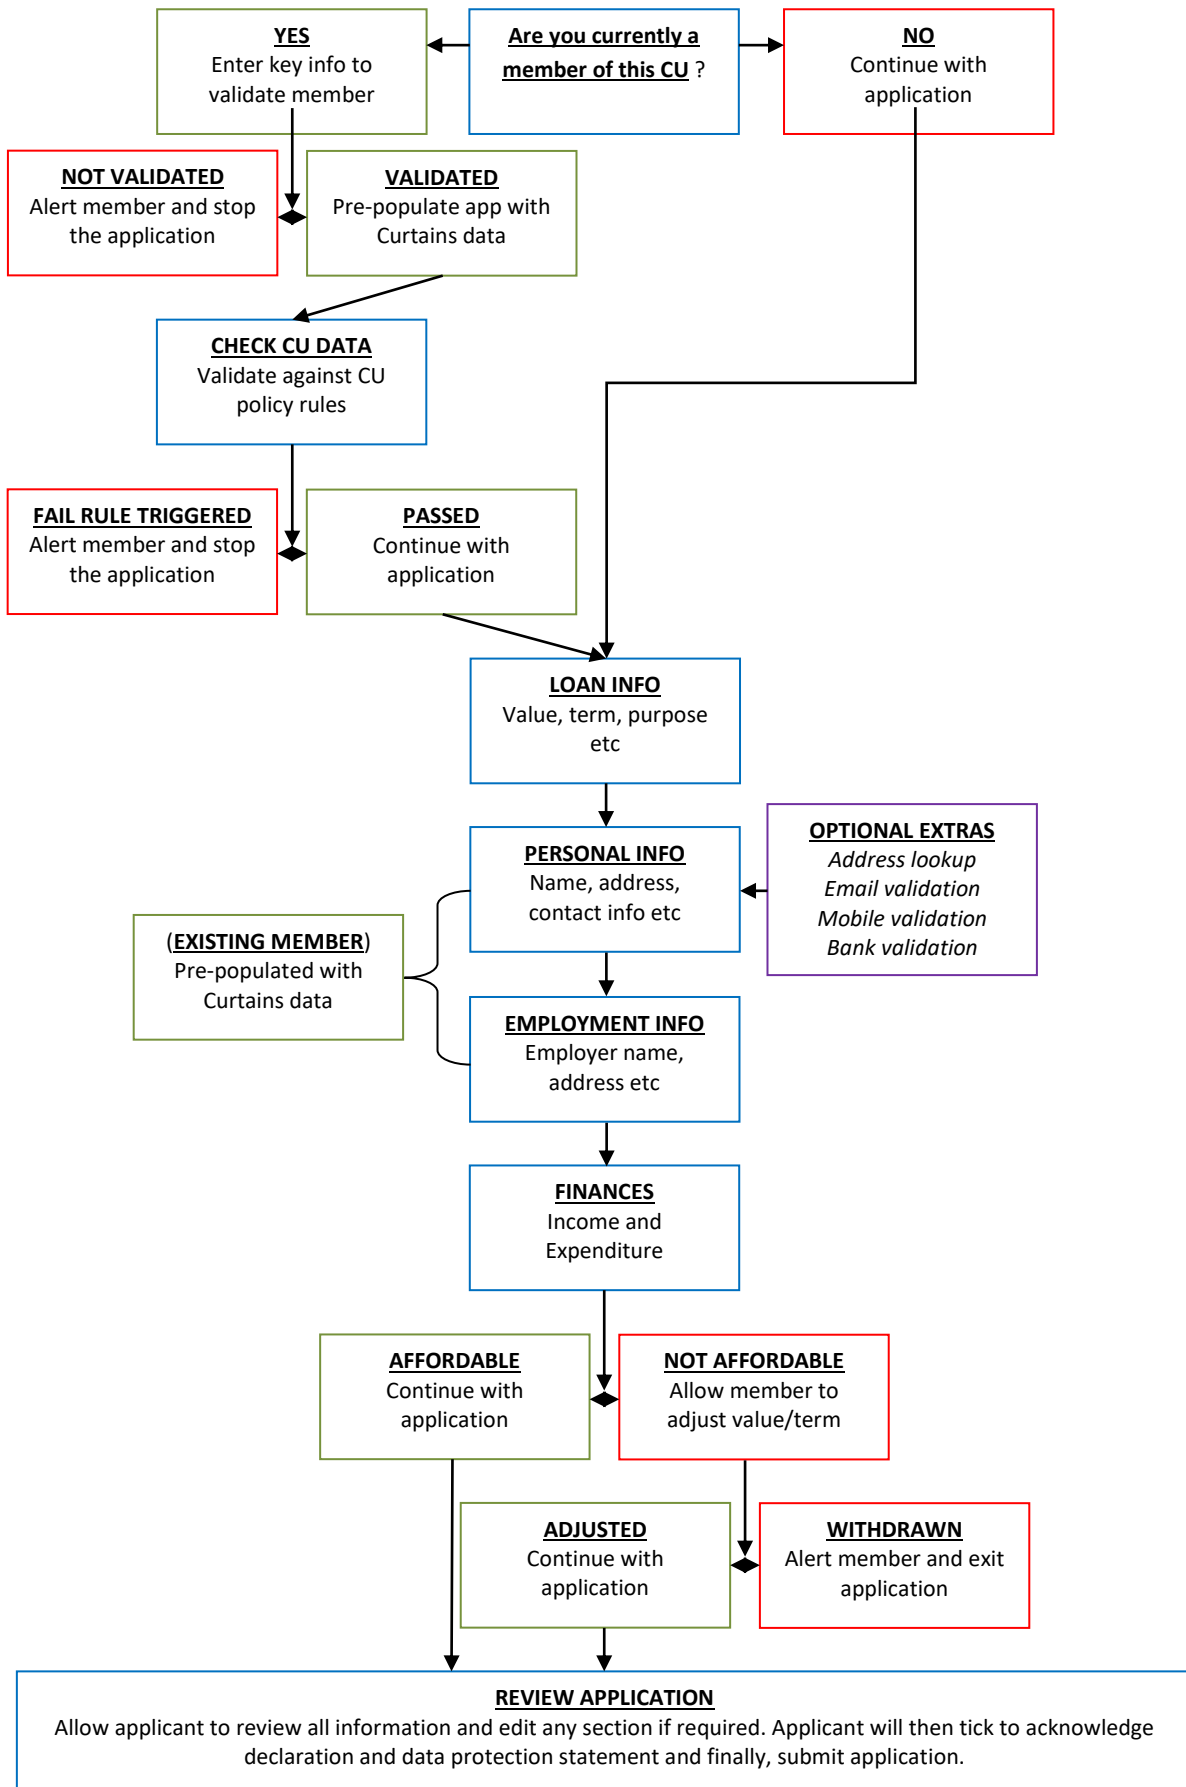 YES
Enter key info to
validate member
Are you currently a
member of this CU ?
NO
Continue with
application
NOT VALIDATED
Alert member and stop
the application
VALIDATED
Pre-populate app with
Curtains data
CHECK CU DATA
Validate against CU
policy rules
FAIL RULE TRIGGERED
Alert member and stop
the application
PASSED
Continue with
application
LOAN INFO
Value, term, purpose
etc
PERSONAL INFO
Name, address,
contact info etc
OPTIONAL EXTRAS
Address lookup
Email validation
Mobile validation
Bank validation
(EXISTING MEMBER)
Pre-populated with
Curtains data
EMPLOYMENT INFO
Employer name,
address etc
FINANCES
Income and
Expenditure
AFFORDABLE
Continue with
application
NOT AFFORDABLE
Allow member to
adjust value/term
ADJUSTED
Continue with
application
WITHDRAWN
Alert member and exit
application
REVIEW APPLICATION
Allow applicant to review all information and edit any section if required. Applicant will then tick to acknowledge
declaration and data protection statement and finally, submit application.